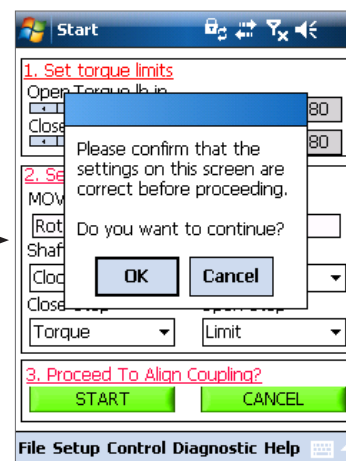 Start
1. Set torque limits
Open Torque lb in
80
Close
80
Please confirm that the
settings on this screen are
correct before proceeding.
Do you want to continue?
OK Cancel
2. Se
MOV
Rot
Shaf
Cloc
Close
Torque Limit
3. Proceed To Align Coupling?
START CANCEL
File Setup Control Diagnostic Help